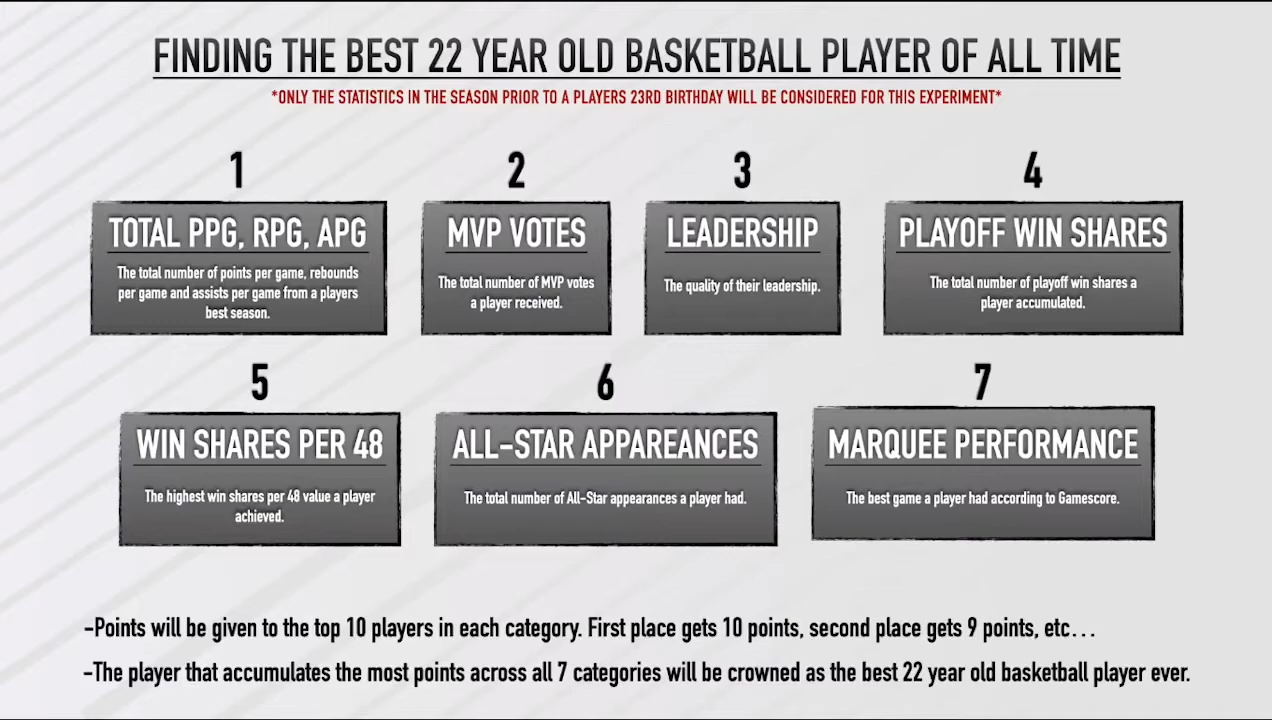 FINDING THE BEST 22 YEAR OLD BASKETBALL PLAYER OF ALL TIME
*ONLY THE STATISTICS IN THE SEASON PRIOR TO A PLAYERS 23RD BIRTHDAY WILL BE CONSIDERED FOR THIS EXPERIMENT*
1
TOTAL PPG, RPG, APG
The total number of points per game, rebounds
per game and assists per game from a players
best season.
2
MVP VOTES
The total number of MVP votes
a player received.
3
LEADERSHIP
The quality of their leadership.
4
PLAYOFF WIN SHARES
The total number of playoff win shares a
player accumulated.
5
WIN SHARES PER 48
The highest win shares per 48 value a player
achieved.
6
ALL-STAR APPAREANCES
The total number of All-Star appearances a player had.
7
MARQUEE PERFORMANCE
The best game a player had according to Gamescore.
-Points will be given to the top 10 players in each category. First place gets 10 points, second place gets 9 points, etc...
-The player that accumulates the most points across all 7 categories will be crowned as the best 22 year old basketball player ever.